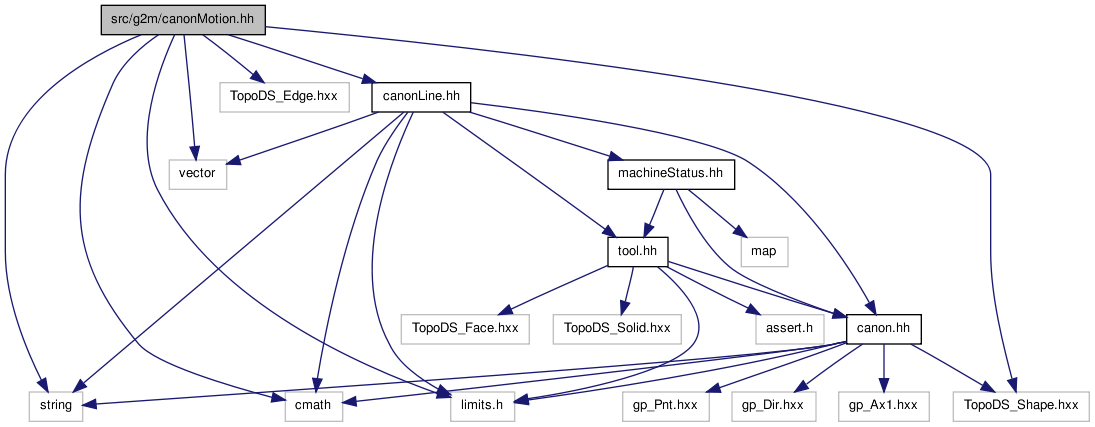 src/g2m/canonMotion.hh
TopoDS_Edge.hxx
canonLine.hh
vector
machineStatus.hh
tool.hh
map
TopoDS_Face.hxx
TopoDS_Solid.hxx
assert.h
canon.hh
string
cmath
limits.h
gp_Pnt.hxx
gp_Dir.hxx
gp_Ax1.hxx
TopoDS_Shape.hxx